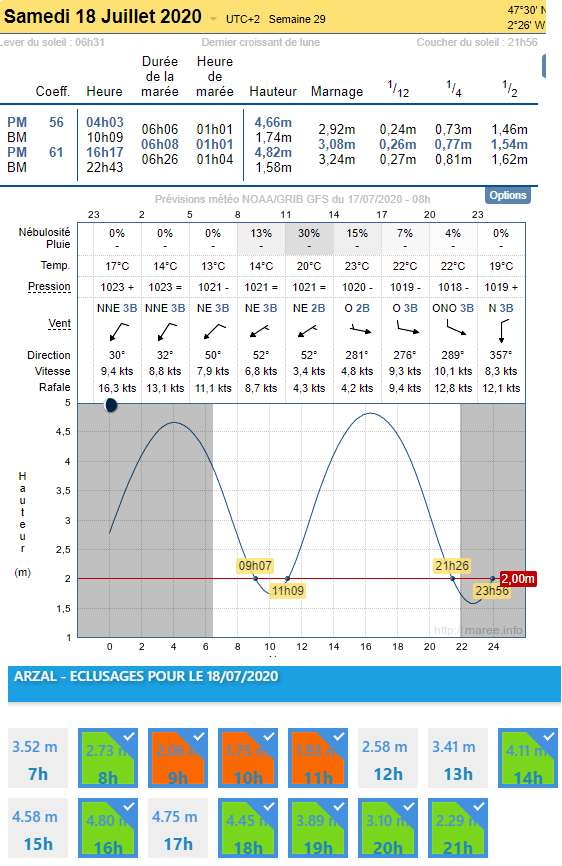 Samedi 18 Juillet 2020 UTC+2 Semaine 29
47°30' N
2°26' W
Lever du soleil : 06h31 Dernier croissant de lune Coucher du soleil : 21h56
Coeff. Heure Durée de la marée Heure de marée Hauteur Marnage 1/12 1/4 1/2
PM 56 04h03 4,66m
06h06 01h01 2,92m 0,24m 0,73m 1,46m
BM 10h09 1,74m
06h08 01h01 3,08m 0,26m 0,77m 1,54m
PM 61 16h17 4,82m
06h26 01h04 3,24m 0,27m 0,81m 1,62m
BM 22h43 1,58m
Prévisions météo NOAA/GRIB GFS du 17/07/2020 - 08h
Options
23 2 5 8 11 14 17 20 23
Nébulosité 0% 0% 0% 13% 30% 15% 7% 4% 0%
Pluie - - - - - - - - -
Temp. 17°C 14°C 13°C 14°C 20°C 23°C 22°C 22°C 19°C
Pression 1023 + 1023 = 1021 - 1021 = 1021 = 1020 - 1019 - 1018 - 1019 +
NNE 3B NNE 3B NE 3B NE 3B NE 2B O 2B O 3B ONO 3B N 3B
Vent
Direction 30° 32° 50° 52° 52° 281° 276° 289° 357°
Vitesse 9,4 kts 8,8 kts 7,9 kts 6,8 kts 3,4 kts 4,8 kts 9,3 kts 10,1 kts 8,3 kts
Rafale 16,3 kts 13,1 kts 11,1 kts 8,7 kts 4,3 kts 4,2 kts 9,4 kts 12,8 kts 12,1 kts
5
4,5
4
3,5
3
2,5
2
1,5
1
Hauteur
(m)
09h07
11h09
21h26
23h56
2,00m
http://maree.info
0 2 4 6 8 10 12 14 16 18 20 22 24
ARZAL - ECLUSAGES POUR LE 18/07/2020
3.52 m 2.73 m 2.06 m 1.75 m 1.93 m 2.58 m 3.41 m 4.11 m
7h 8h 9h 10h 11h 12h 13h 14h
4.58 m 4.80 m 4.75 m 4.45 m 3.89 m 3.10 m 2.29 m
15h 16h 17h 18h 19h 20h 21h